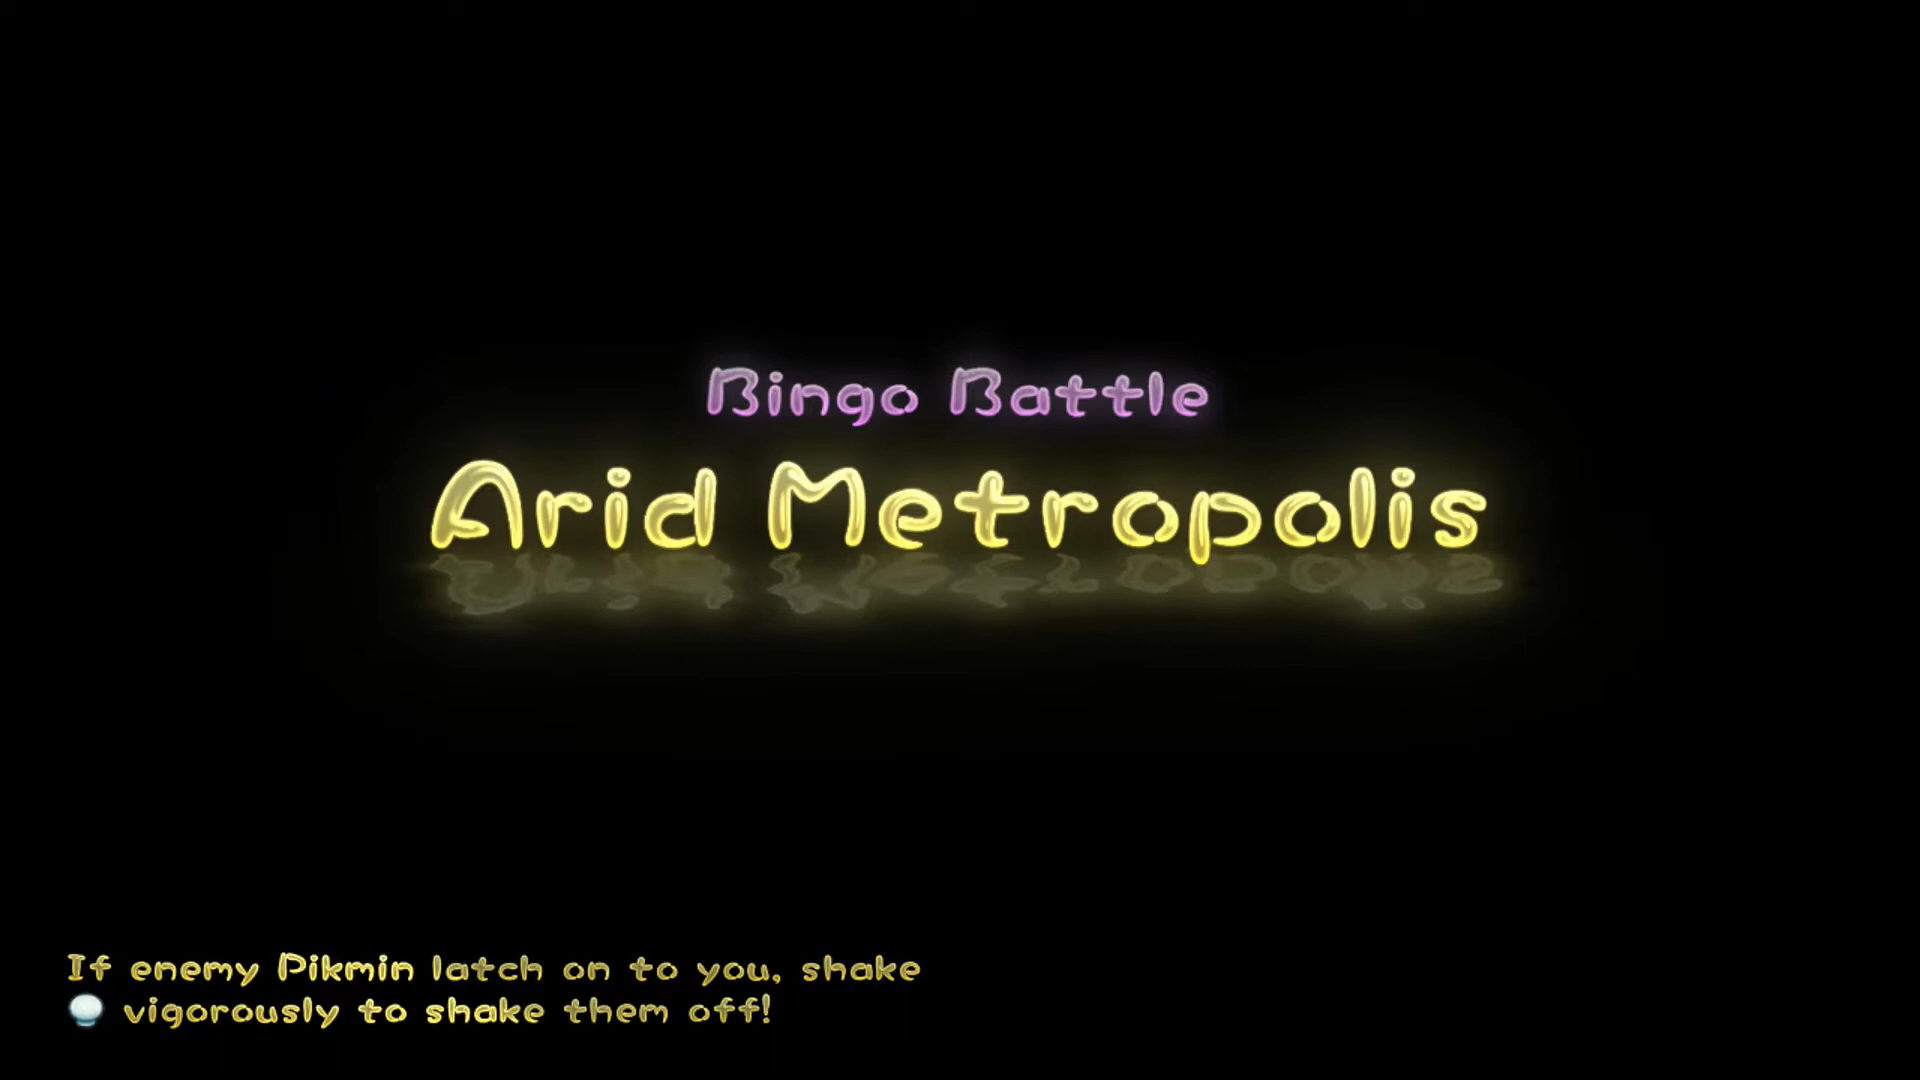 Bingo Battle
Arid Metropolis
If enemy Pikmin latch on to you, shake
vigorously to shake them off!